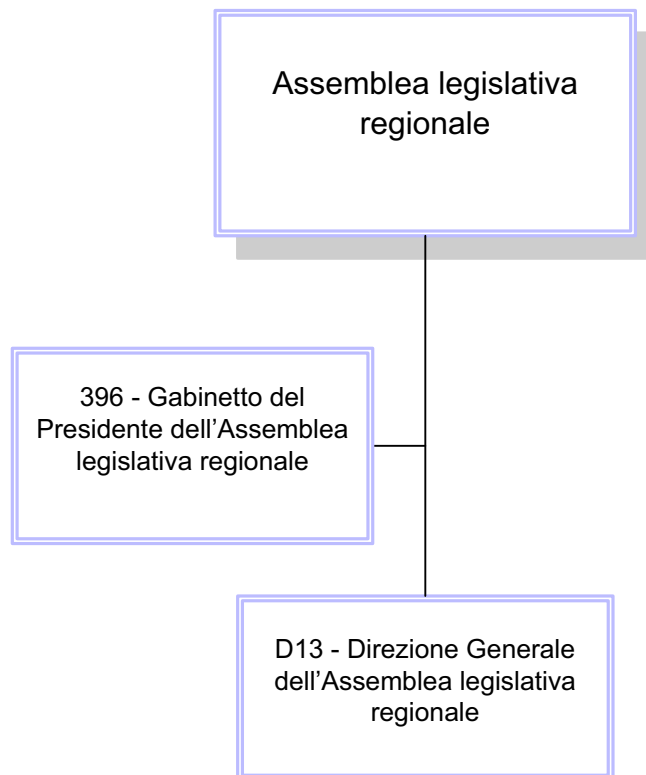 Assemblea legislativa
regionale
396 - Gabinetto del
Presidente dell’Assemblea
legislativa regionale
D13 - Direzione Generale
dell’Assemblea legislativa
regionale